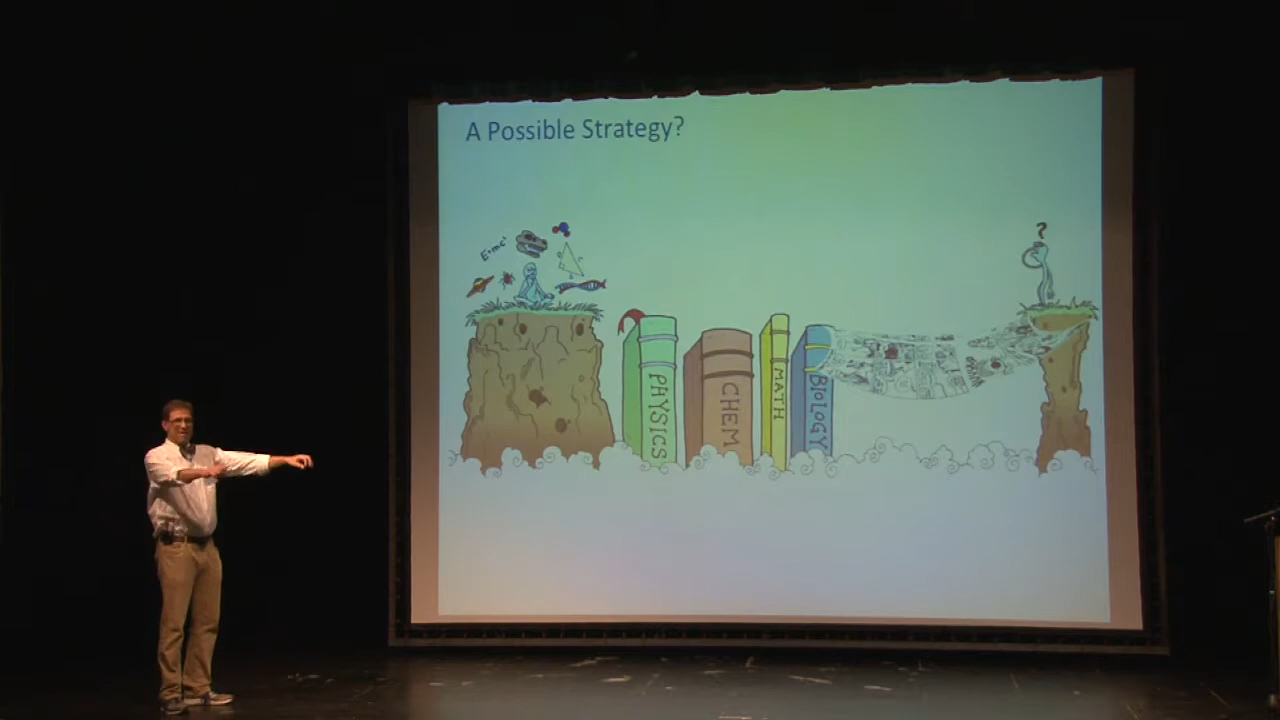 A Possible Strategy?
?
E=mc²
PHYSICS
CHEM
MATH
BIOLOGY